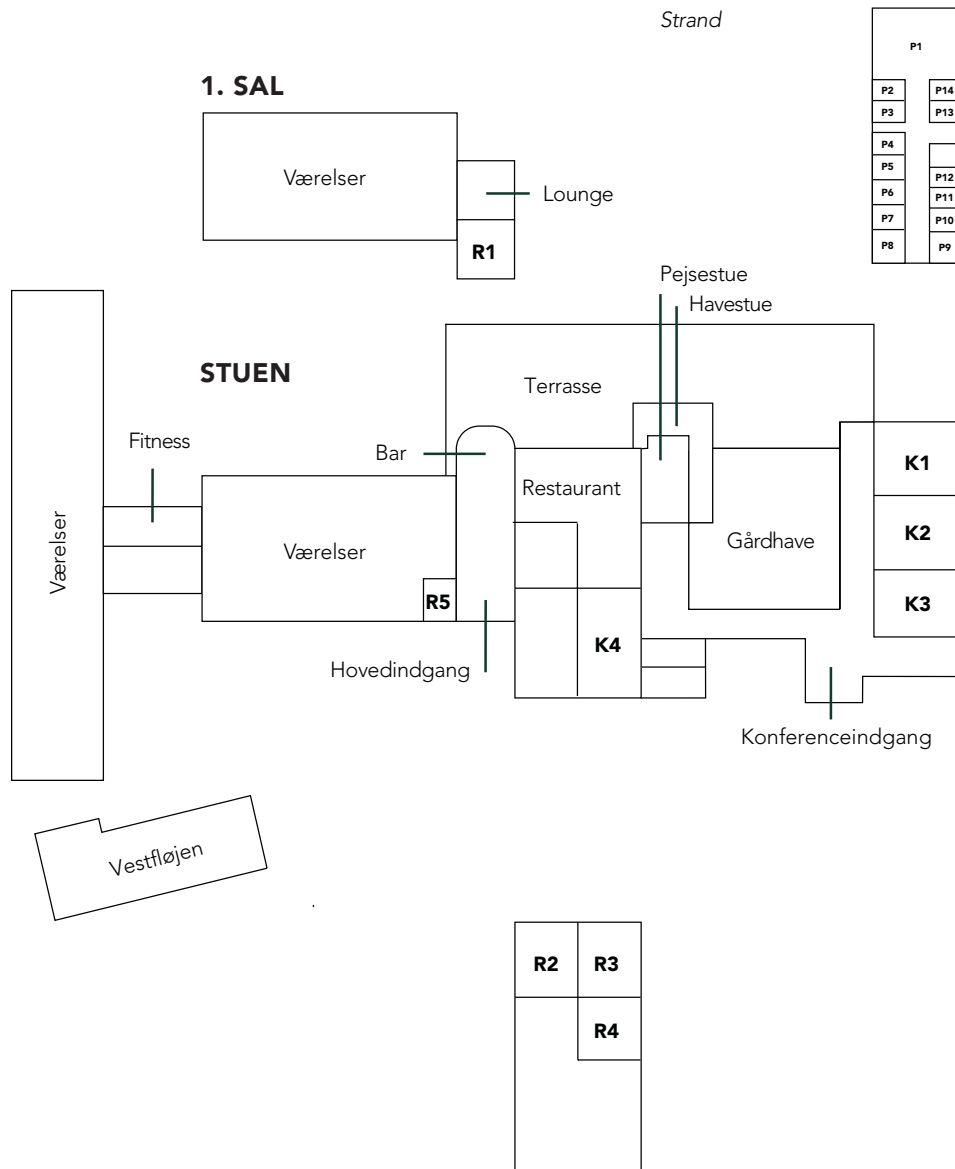 Strand
P1
1. SAL
P2
P14
P3
P13
P4
P5
Værelser
P12
P6
P11
Lounge
P7
P10
R1
P8
P9
Pejsestue
Havestue
STUEN
Terrasse
Fitness
Bar
K1
Restaurant
K2
Værelser
Værelser
Gårdhave
R5
K3
K4
Hovedindgang
Konferenceindgang
Vestfløjen
R2
R3
R4